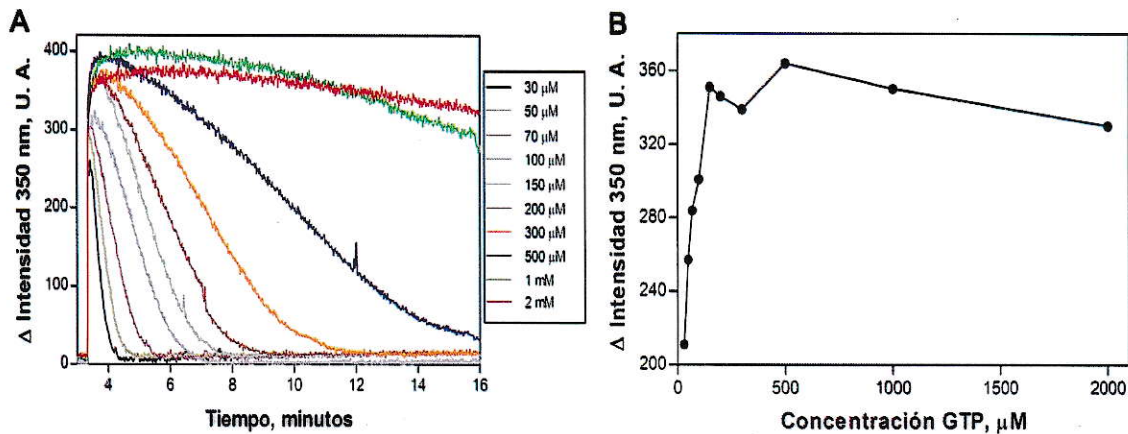 A
Δ Intensidad 350 nm, U. A.
400
300
200
100
0
4
6
8
10
12
14
16
Tiempo, minutos
30 μM
50 μM
70 μM
100 μM
150 μM
200 μM
300 μM
500 μM
1 mM
2 mM
B
Δ Intensidad 350 nm, U. A.
360
320
280
240
200
0
500
1000
1500
2000
Concentración GTP, μM